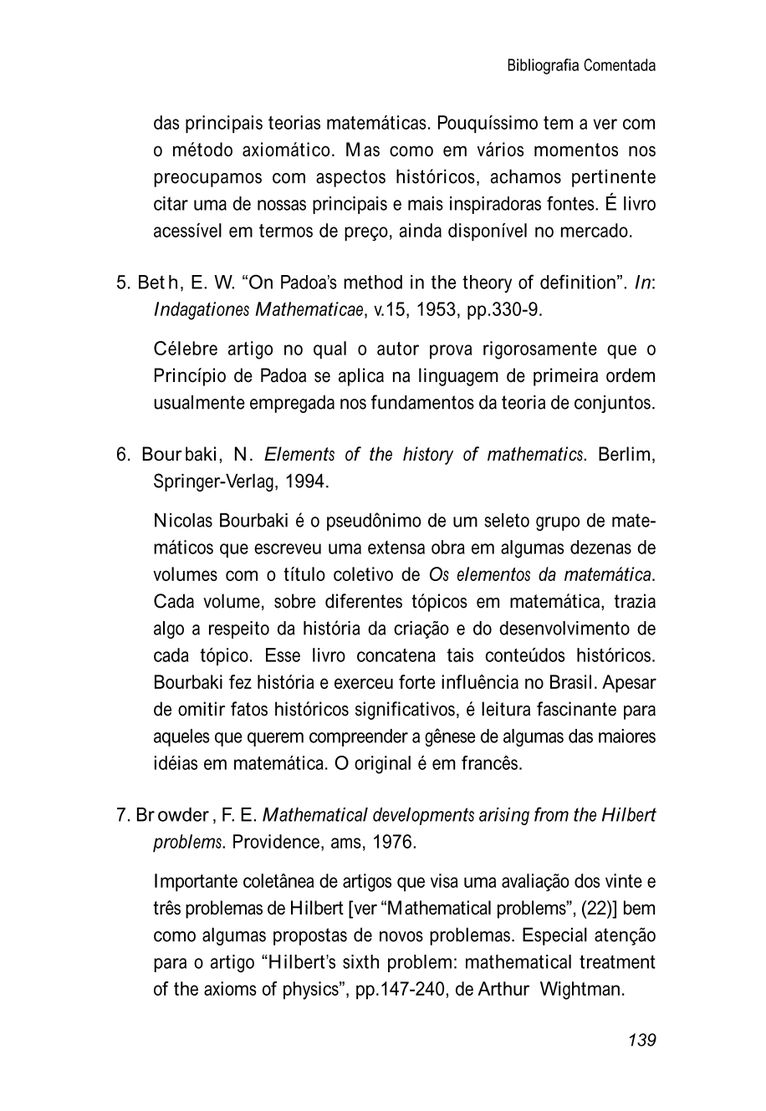 Bibliografia Comentada
das principais teorias matemáticas. Pouquíssimo tem a ver com
o método axiomático. Mas como em vários momentos nos
preocupamos com aspectos históricos, achamos pertinente
citar uma de nossas principais e mais inspiradoras fontes. É livro
acessível em termos de preço, ainda disponível no mercado.
5. Beth, E. W. “On Padoa’s method in the theory of definition”. In:
Indagationes Mathematicae, v.15, 1953, pp.330-9.
Célebre artigo no qual o autor prova rigorosamente que o
Princípio de Padoa se aplica na linguagem de primeira ordem
usualmente empregada nos fundamentos da teoria de conjuntos.
6. Bourbaki, N. Elements of the history of mathematics. Berlim,
Springer-Verlag, 1994.
Nicolas Bourbaki é o pseudônimo de um seleto grupo de mate-
máticos que escreveu uma extensa obra em algumas dezenas de
volumes com o título coletivo de Os elementos da matemática.
Cada volume, sobre diferentes tópicos em matemática, trazia
algo a respeito da história da criação e do desenvolvimento de
cada tópico. Esse livro concatena tais conteúdos históricos.
Bourbaki fez história e exerceu forte influência no Brasil. Apesar
de omitir fatos históricos significativos, é leitura fascinante para
aqueles que querem compreender a gênese de algumas das maiores
idéias em matemática. O original é em francês.
7. Browder, F. E. Mathematical developments arising from the Hilbert
problems. Providence, ams, 1976.
Importante coletânea de artigos que visa uma avaliação dos vinte e
três problemas de Hilbert [ver “Mathematical problems”, (22)] bem
como algumas propostas de novos problemas. Especial atenção
para o artigo “Hilbert’s sixth problem: mathematical treatment
of the axioms of physics”, pp.147-240, de Arthur Wightman.
139